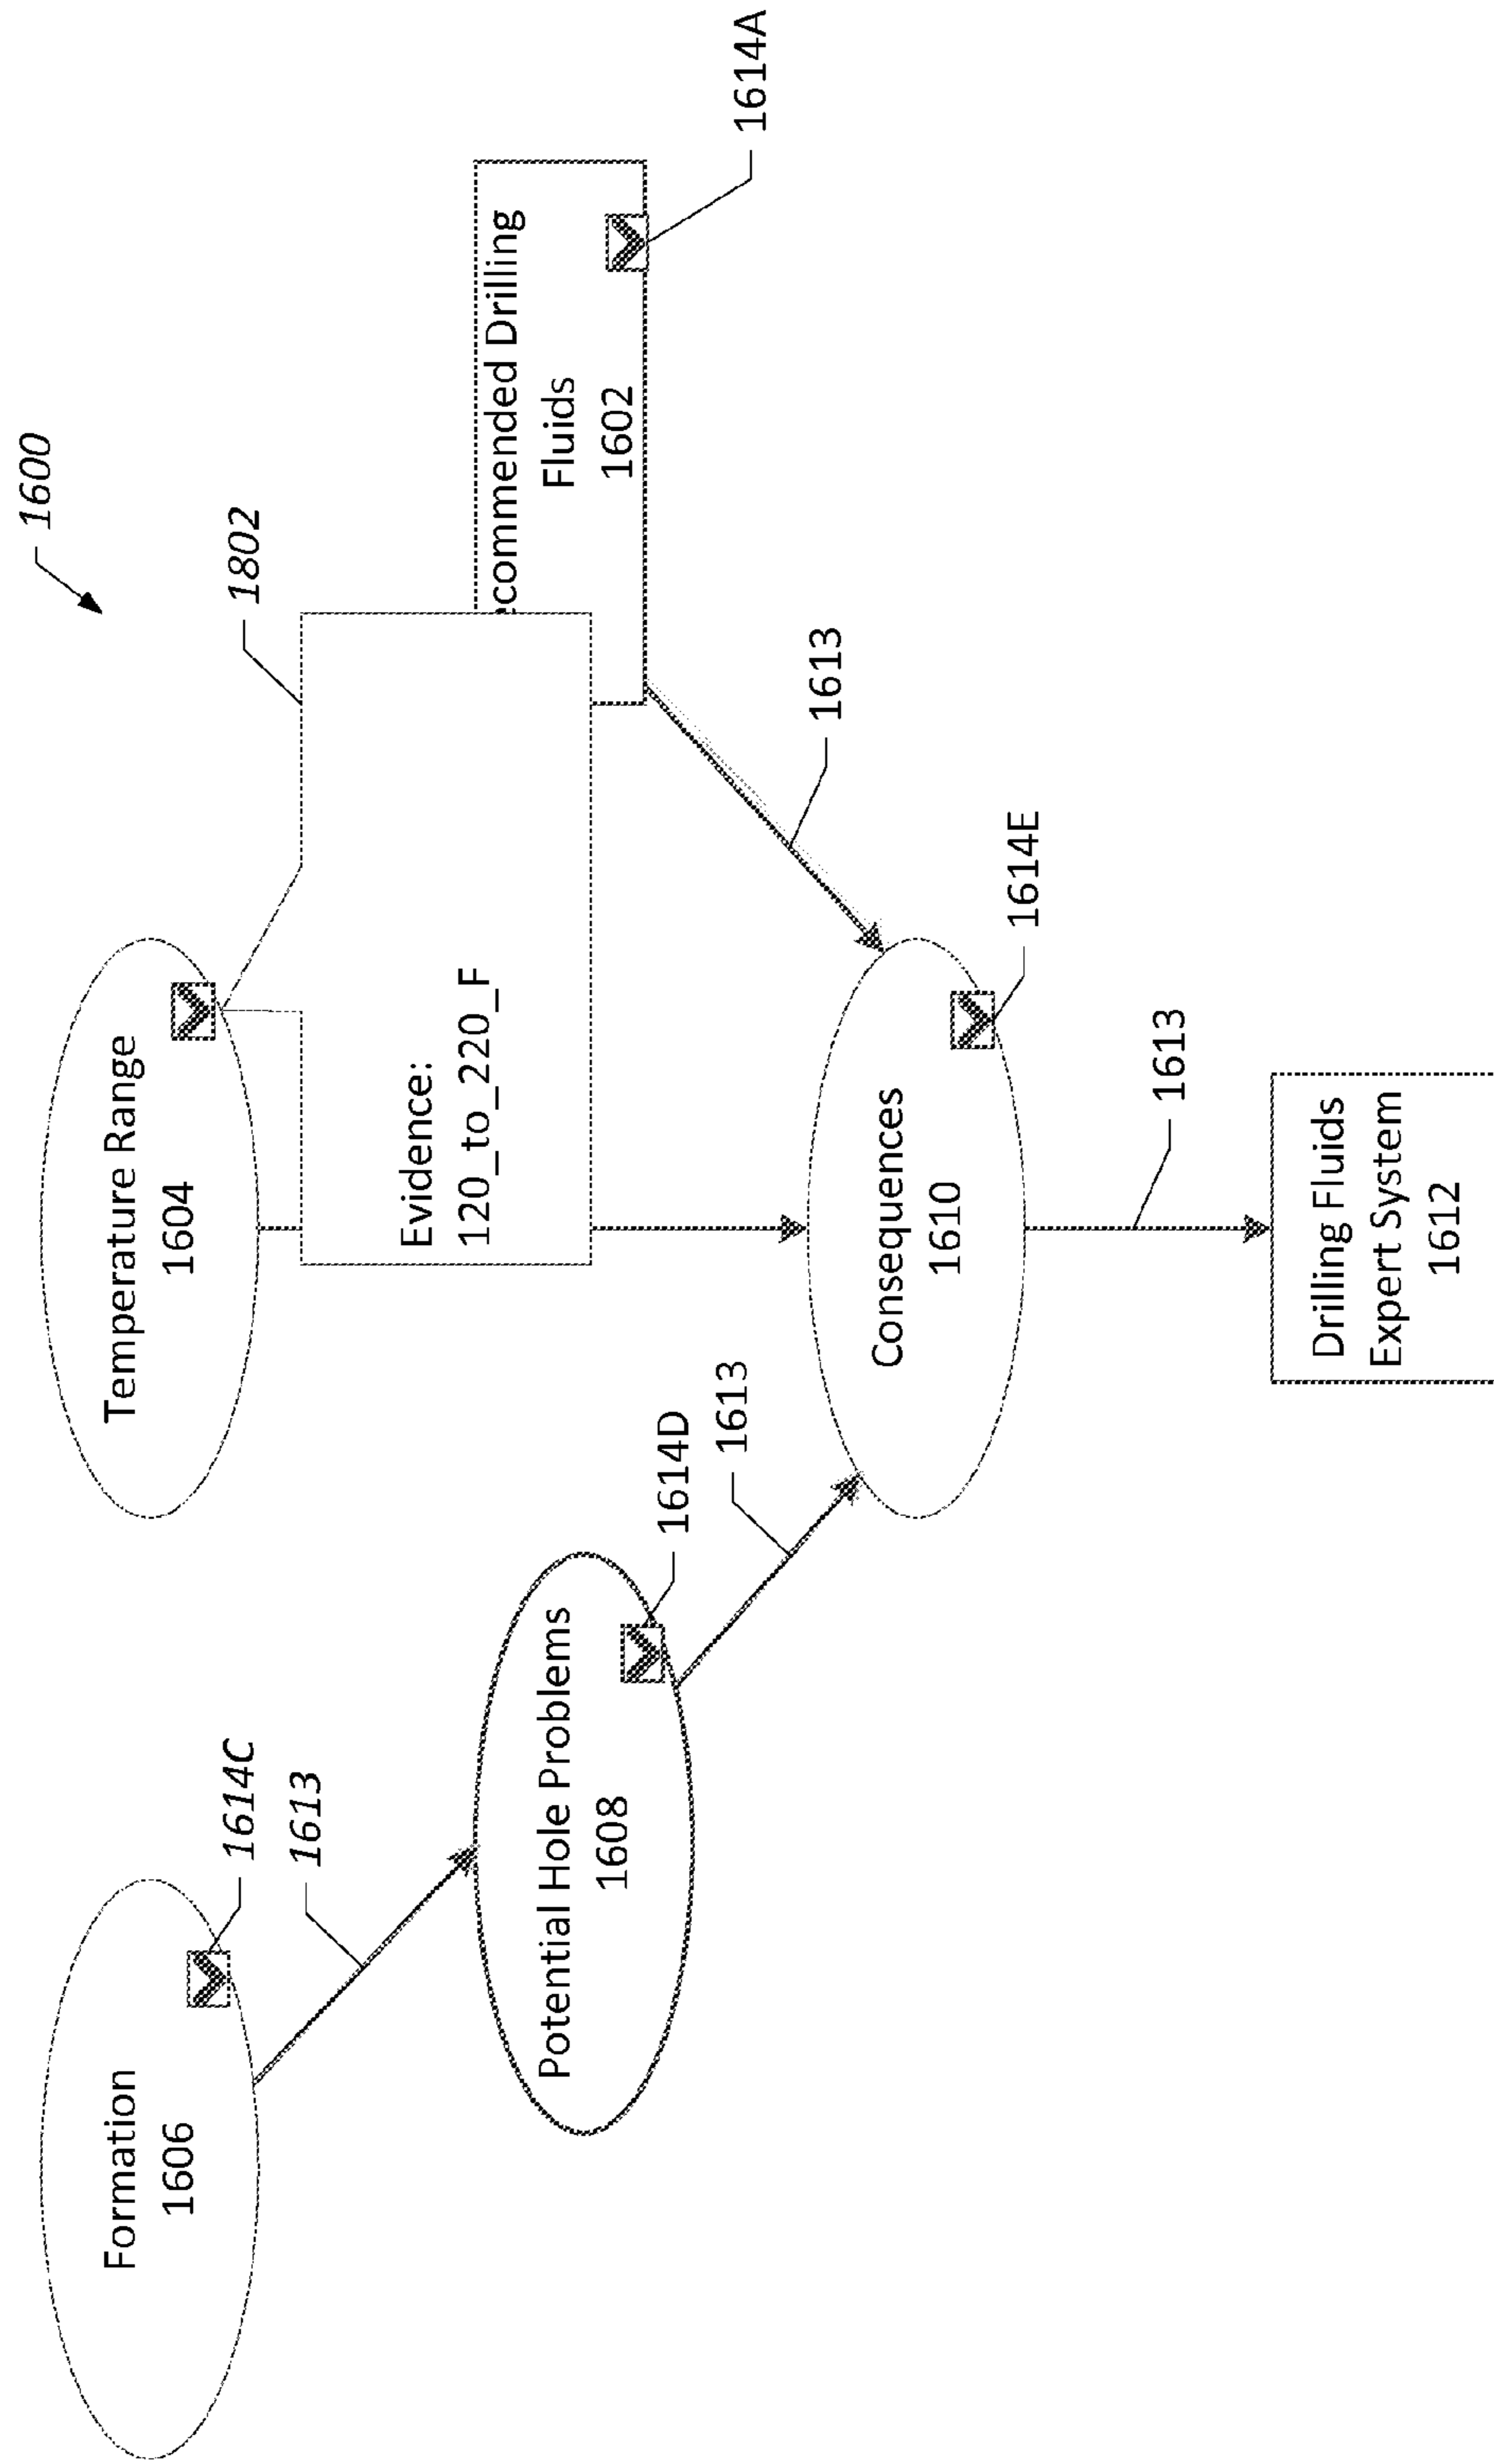 1600
Temperature Range
1604
1802
Formation
1606
1614C
1613
Evidence:
120_to_220_F
commended Drilling
Fluids
1602
1614A
Potential Hole Problems
1608
1614D
1613
1613
Consequences
1610
1614E
1613
Drilling Fluids
Expert System
1612